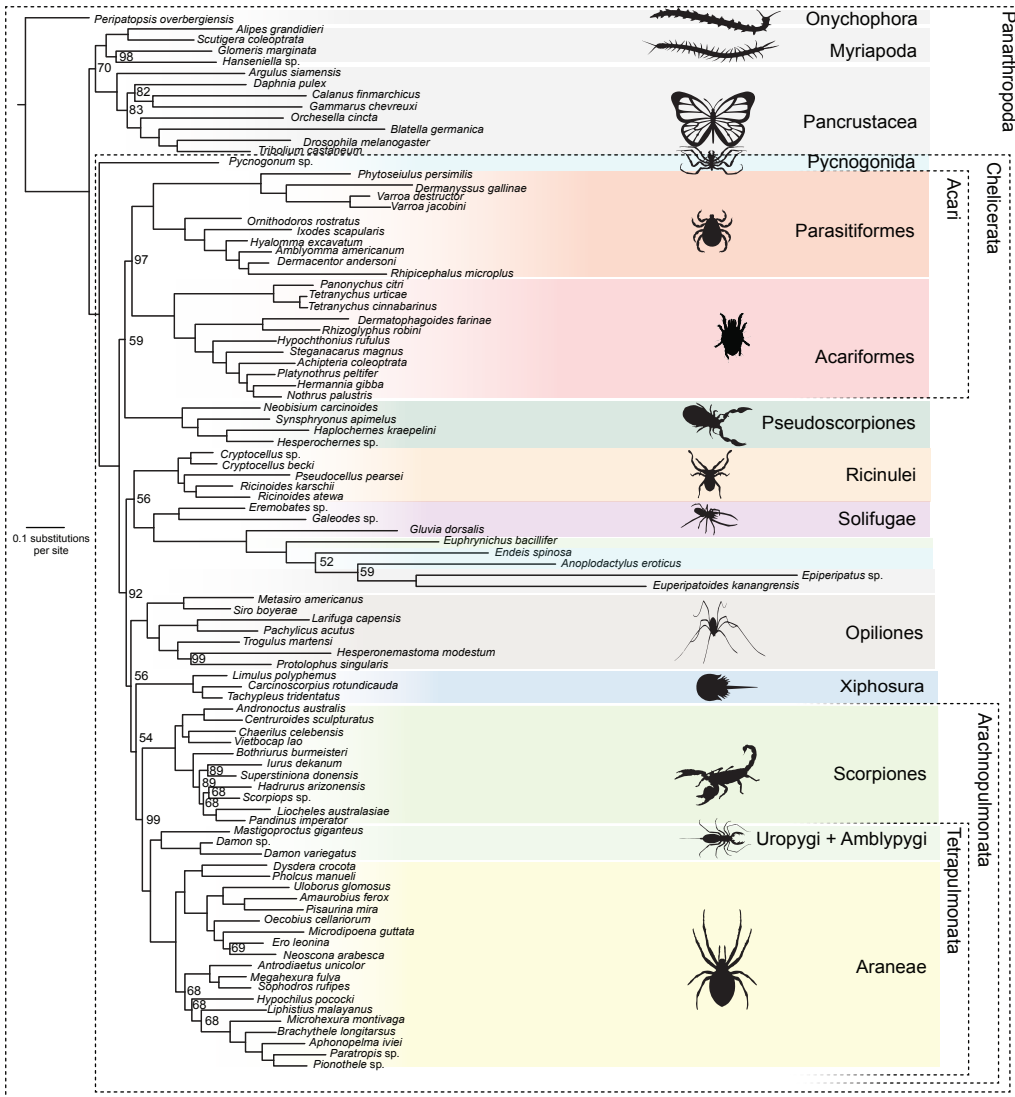 Peripatopsis overbergiensis
Onychophora
Panarthropoda
Alipes grandidieri
Scutigera coleoptrata
Glomeris marginata
98
Hanseniella sp.
Myriapoda
70
Argulus siamensis
Daphnia pulex
82
Calanus finmarchicus
83
Gammarus chevreuxi
Orchesella cincta
Blatella germanica
Drosophila melanogaster
Tribolium castaneum
Pancrustacea
Pycnogonum sp.
Pycnogonida
Chelicerata
Phytoseiulus persimilis
Dermanyssus gallinae
Varroa destructor
Varroa jacobini
Acari
Ornithodoros rostratus
Ixodes scapularis
Hyalomma excavatum
Amblyomma americanum
Dermacentor andersoni
Rhipicephalus microplus
Parasitiformes
97
Panonychus citri
Tetranychus urticae
Tetranychus cinnabarinus
Dermatophagoides farinae
Rhizoglyphus robini
59
Hypochthonius rufulus
Steganacarus magnus
Achipteria coleoptrata
Platynothrus peltifer
Hermannia gibba
Nothrus palustris
Acariformes
Neobisium carcinoides
Synsphryonus apimelus
Haplochernes kraepelini
Hesperochernes sp.
Pseudoscorpiones
Cryptocellus sp.
Cryptocellus becki
Pseudocellus pearsei
Ricinoides karschii
Ricinoides atewa
Ricinulei
56
Eremobates sp.
Galeodes sp.
Gluvia dorsalis
Solifugae
0.1 substitutions
per site
Euphrynichus bacillifer
Endeis spinosa
52
Anoplodactylus eroticus
59
Epiperipatus sp.
Euperipatoides kanangrensis
92
Metasiro americanus
Siro boyerae
Larifuga capensis
Pachylicus acutus
Trogulus martensi
Hesperonemastoma modestum
99
Protolophus singularis
Opiliones
56
Limulus polyphemus
Carcinoscorpius rotundicauda
Tachypleus tridentatus
Xiphosura
Arachnopulmonata
Andronoctus australis
Centruroides sculpturatus
54
Chaerilus celebensis
Vietbocap lao
Bothriurus burmeisteri
Iurus dekanum
89
Superstiniona donensis
89
Hadrurus arizonensis
68
Scorpiops sp.
68
Liocheles australasiae
Pandinus imperator
Scorpiones
99
Mastigoproctus giganteus
Damon sp.
Damon variegatus
Uropygi + Amblypygi
Tetrapulmonata
Dysdera crocota
Pholcus manueli
Uloborus glomosus
Amaurobius ferox
Pisaurina mira
Oecobius cellariorum
Microdipoena guttata
Ero leonina
69
Neoscona arabesca
Araneae
Antrodiaetus unicolor
Megahexura fulva
Sophodros rufipes
68
Hypochilus pococki
68
Liphistius malayanus
68
Microhexura montivaga
Brachythele longitarsus
Aphonopelma iviei
Paratropis sp.
Pionothele sp.